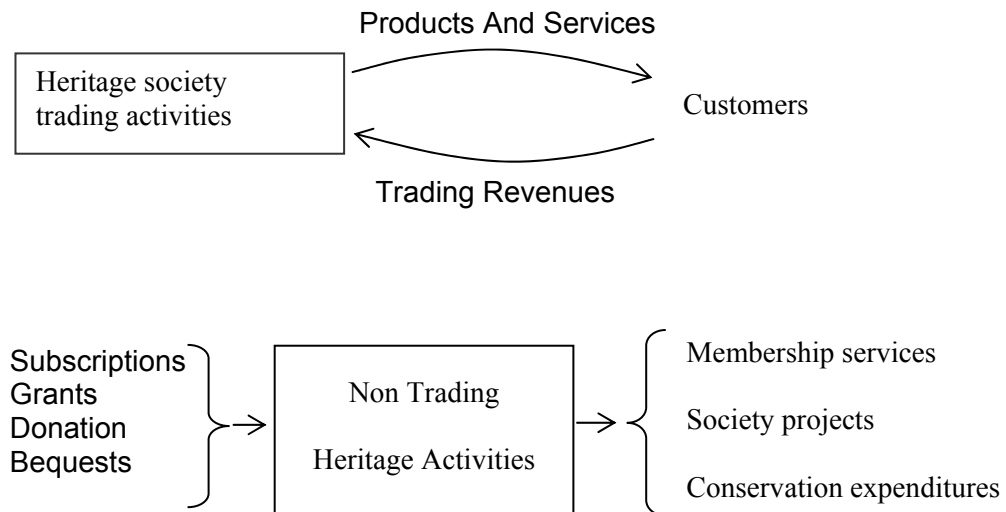 Products And Services
Heritage society
trading activities
Customers
Trading Revenues
Subscriptions
Grants
Donation
Bequests
Non Trading
Heritage Activities
Membership services
Society projects
Conservation expenditures